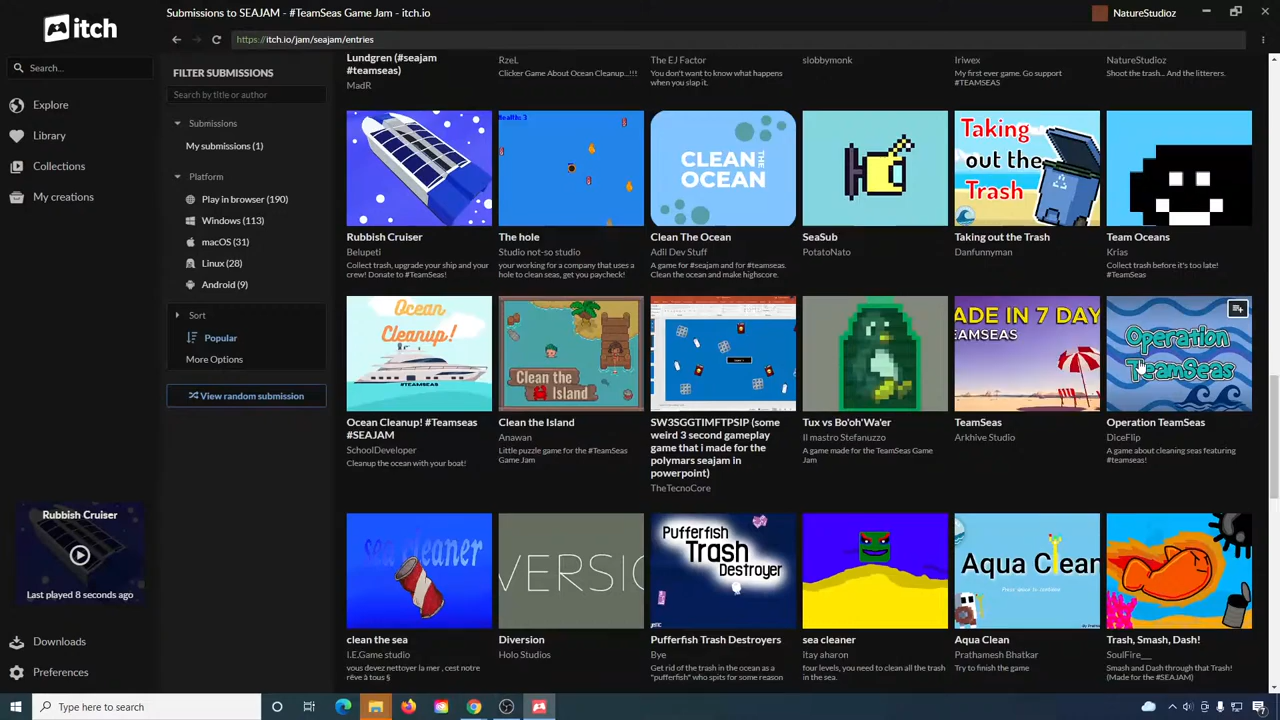 Submissions to SEAJAM - #TeamSeas Game Jam - itch.io
NatureStudioz
itch
https://itch.io/jam/seajam/entries
Search...
Explore
Library
Collections
My creations
FILTER SUBMISSIONS
Search by title or author
Submissions
My submissions (1)
Platform
Play in browser (190)
Windows (113)
macOS (31)
Linux (28)
Android (9)
Sort
Popular
More Options
View random submission
Rubbish Cruiser
Last played 8 seconds ago
Downloads
Preferences
Lundgren (#seajam
#teamseas)
MadR
RzeL
Clicker Game About Ocean Cleanup...!!!
The EJ Factor
You don't want to know what happens
when you slap it.
slobbymonk
Iriwex
My first ever game. Go support
#TEAMSEAS
NatureStudioz
Shoot the trash... And the litterers.
Health: 3
CLEAN THE
OCEAN
Taking
out the
Trash
Rubbish Cruiser
Belupeti
Collect trash, upgrade your ship and your
crew! Donate to #TeamSeas!
The hole
Studio not-so studio
your working for a company that uses a
hole to clean seas, get you paycheck!
Clean The Ocean
Adil Dev Stuff
A game for #seajam and for #teamseas.
Clean the ocean and make highscore.
SeaSub
PotatoNato
Taking out the Trash
Danfunnyman
Team Oceans
Krias
Collect trash before it's too late!
#TeamSeas
Ocean
Cleanup!
#TEAMSEAS
Clean the
Island
ADE IN 7 DAY
EAMSEAS
Operation
TeamSeas
Ocean Cleanup! #Teamseas
#SEAJAM
SchoolDeveloper
Cleanup the ocean with your boat!
Clean the Island
Anawan
Little puzzle game for the #TeamSeas
Game Jam
SW3SGGTIMFTPSIP (some
weird 3 second gameplay
game that i made for the
polymars seajam in
powerpoint)
TheTecnoCore
Tux vs Bo'oh'Wa'er
Il mastro Stefanuzzo
A game made for the TeamSeas Game
Jam
TeamSeas
Arkhive Studio
Operation TeamSeas
DiceFlip
A game about cleaning seas featuring
#teamseas!
sea cleaner
VERSIO
Pufferfish
Trash
Destroyer
Aqua Clean
clean the sea
I.E.Game studio
vous devez nettoyer la mer , cest notre
rêve à tous §
Diversion
Holo Studios
Pufferfish Trash Destroyers
Bye
Get rid of the trash in the ocean as a
"pufferfish" who spits for some reason
sea cleaner
itay aharon
four levels, you need to clean all the trash
in the sea.
Aqua Clean
Prathamesh Bhatkar
Try to finish the game
Trash, Smash, Dash!
SoulFire__
Smash and Dash through that Trash!
(Made for the #SEAJAM)
Type here to search